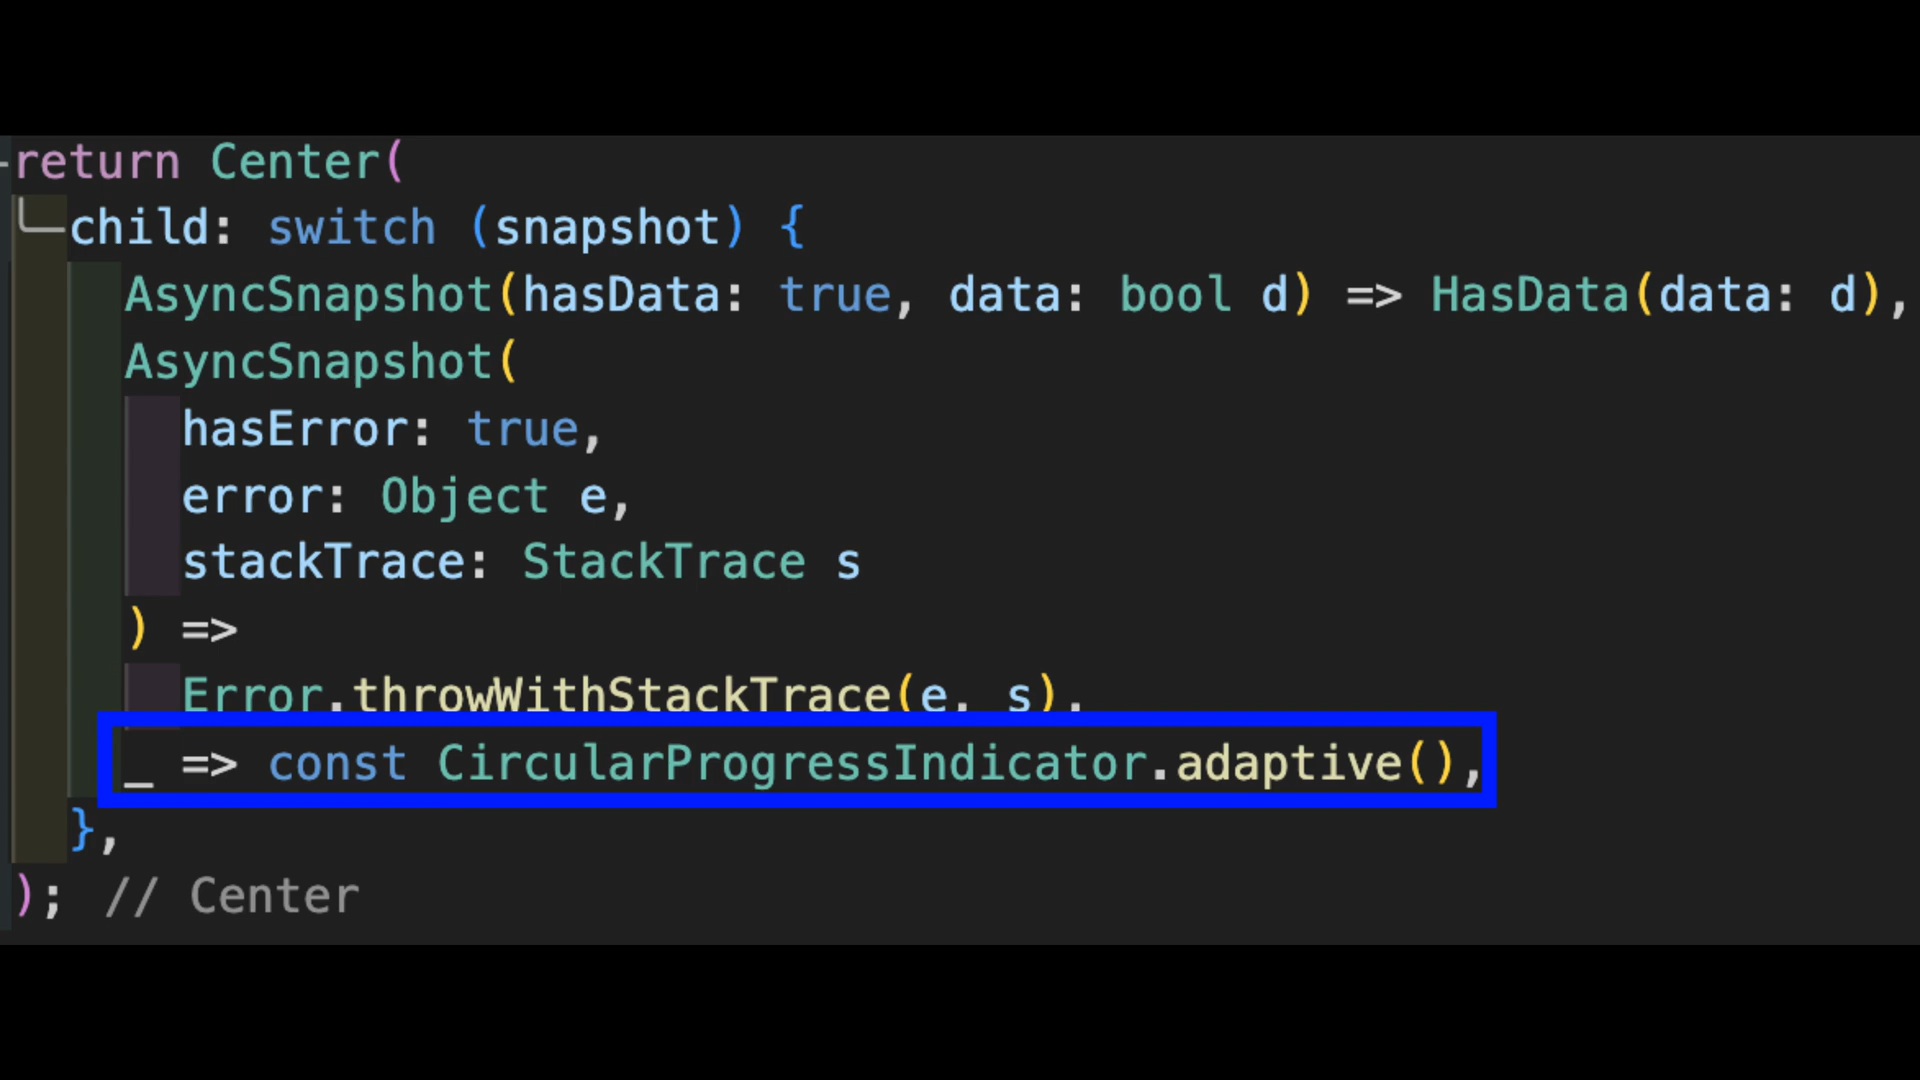 return Center(
child: switch (snapshot) {
AsyncSnapshot(hasData: true, data: bool d) => HasData(data: d),
AsyncSnapshot(
hasError: true,
error: Object e,
stackTrace: StackTrace s
) =>
Error.throwWithStackTrace(e, s),
_ => const CircularProgressIndicator.adaptive(),
},
); // Center